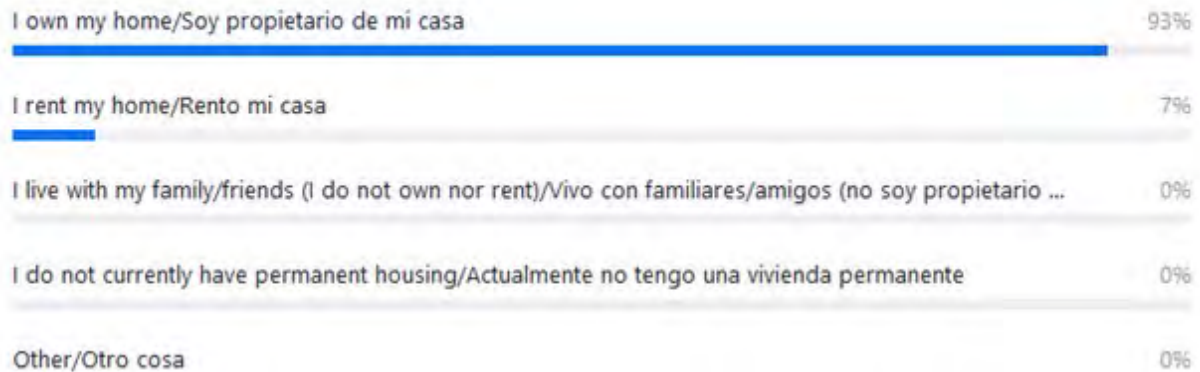 I own my home/Soy propietario de mi casa 93%
I rent my home/Rento mi casa 7%
I live with my family/friends (I do not own nor rent)/Vivo con familiares/amigos (no soy propietario ... 0%
I do not currently have permanent housing/Actualmente no tengo una vivienda permanente 0%
Other/Otro cosa 0%